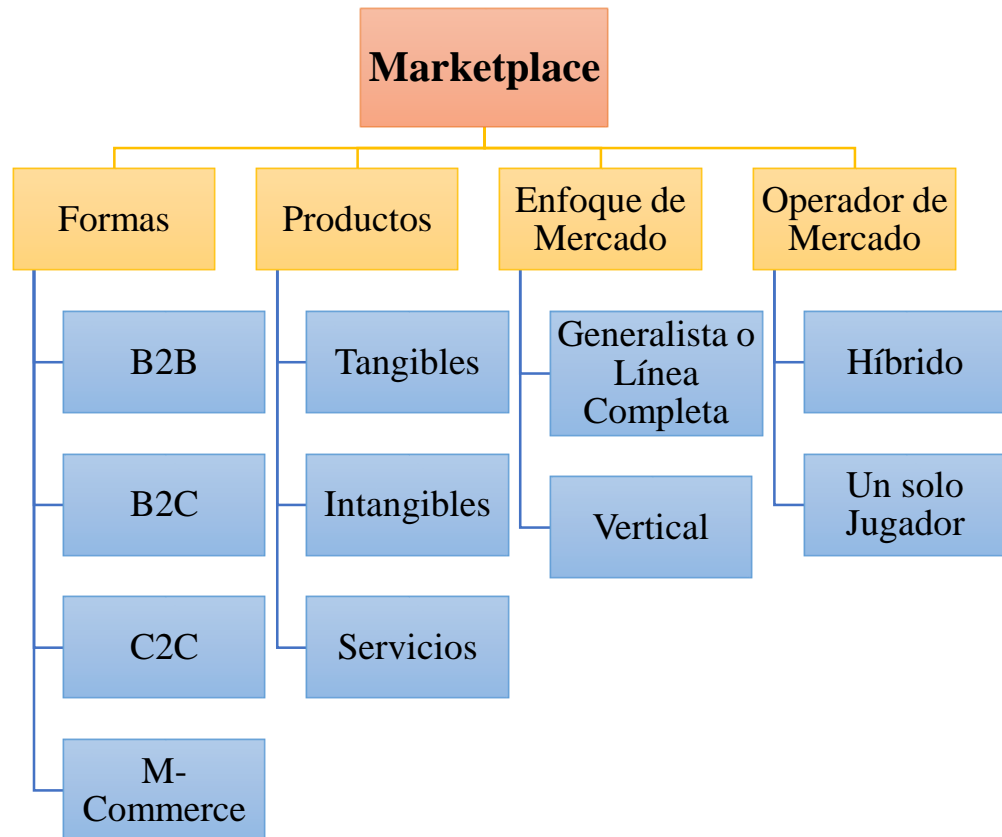 Marketplace
Formas
B2B
B2C
C2C
M-
Commerce
Productos
Tangibles
Intangibles
Servicios
Enfoque de
Mercado
Generalista o
Línea
Completa
Vertical
Operador de
Mercado
Híbrido
Un solo
Jugador